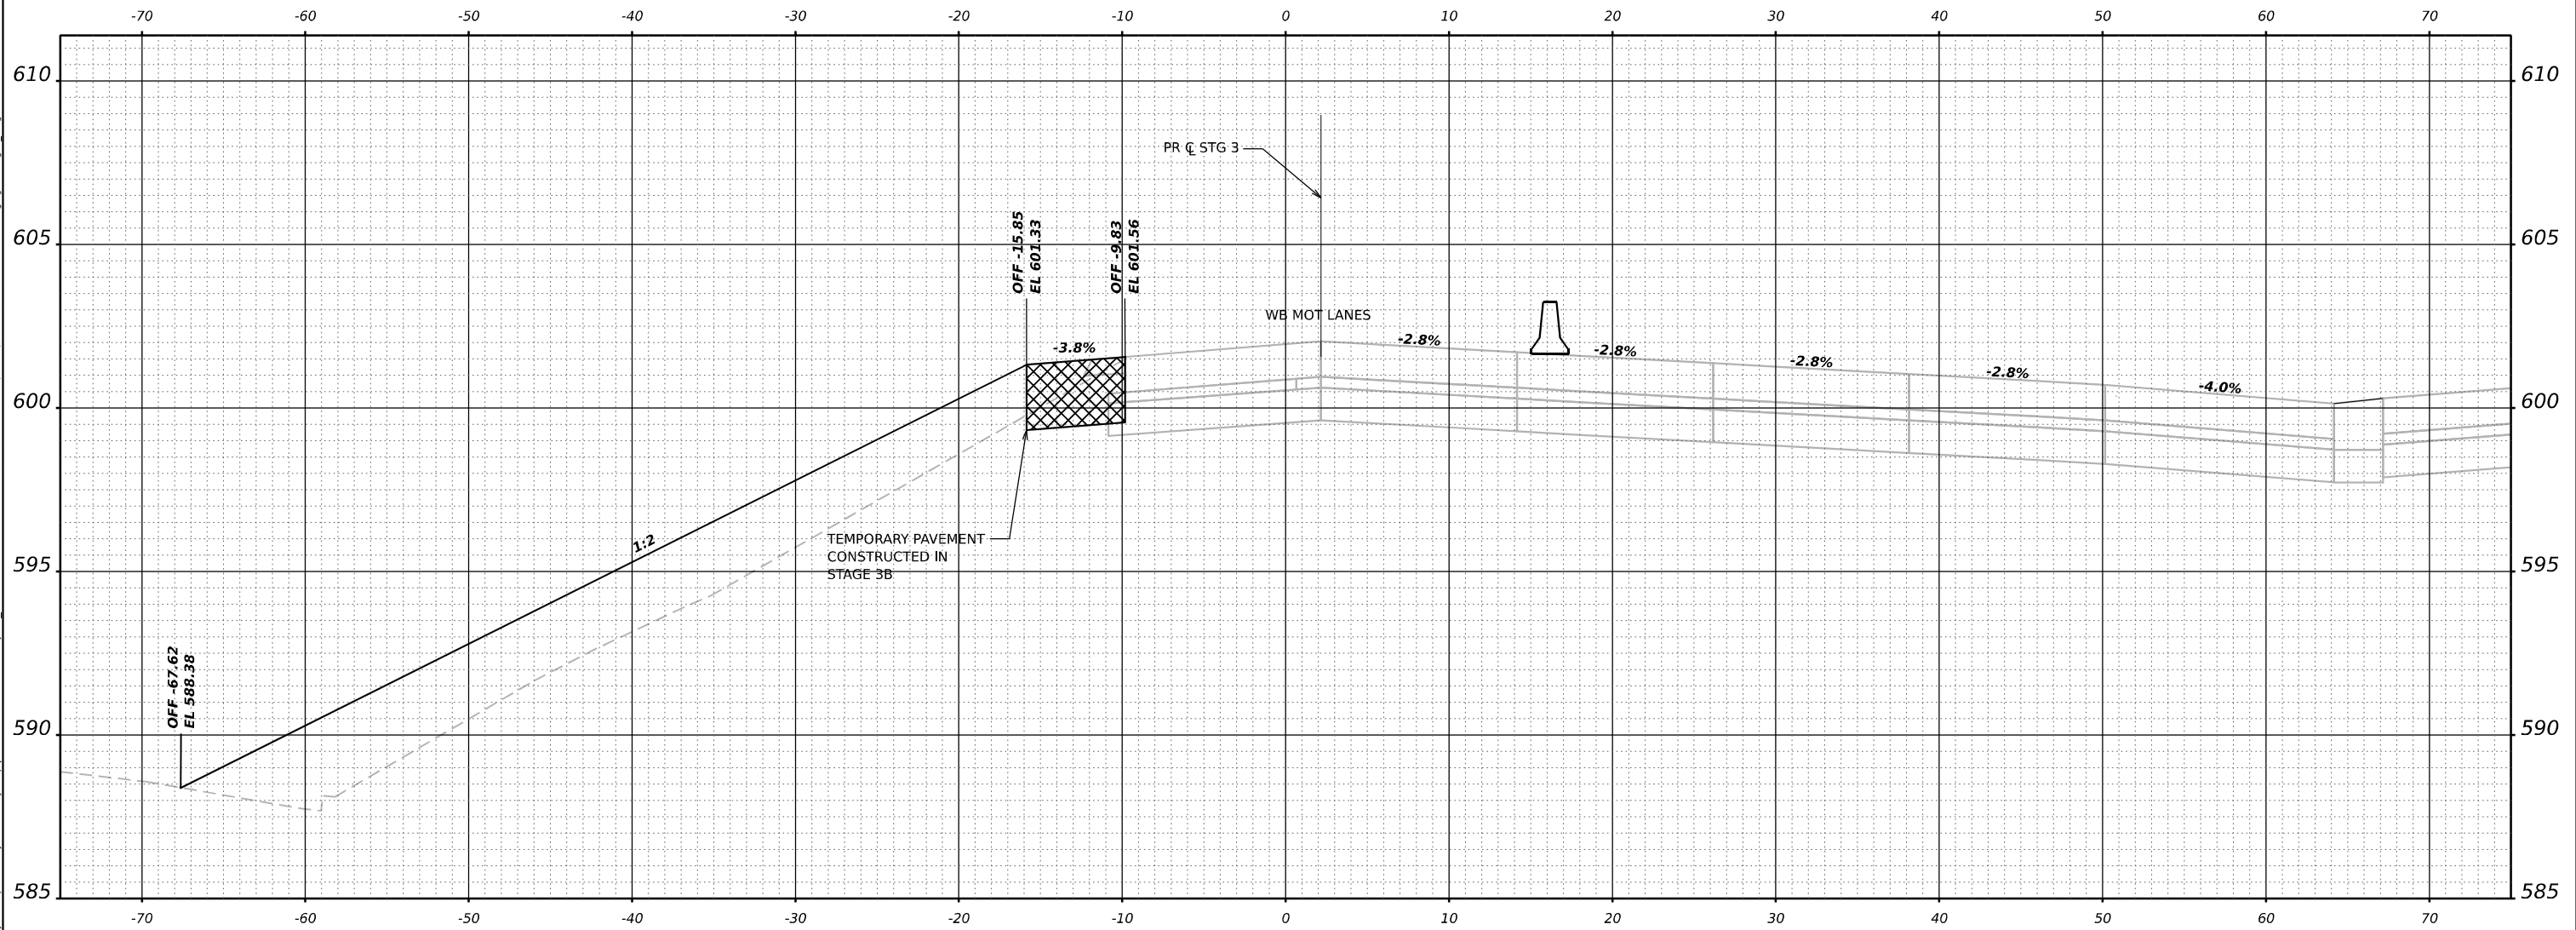 -70 -60 -50 -40 -30 -20 -10 0 10 20 30 40 50 60 70
610 610
PR ℄ STG 3
605 605
OFF -15.85
EL 601.33
OFF -9.83
EL 601.56
WB MOT LANES
-3.8% -2.8% -2.8% -2.8% -2.8% -4.0%
600 600
1:2
TEMPORARY PAVEMENT
CONSTRUCTED IN
STAGE 3B
595 595
OFF -67.62
EL 588.38
590 590
585 585
-70 -60 -50 -40 -30 -20 -10 0 10 20 30 40 50 60 70